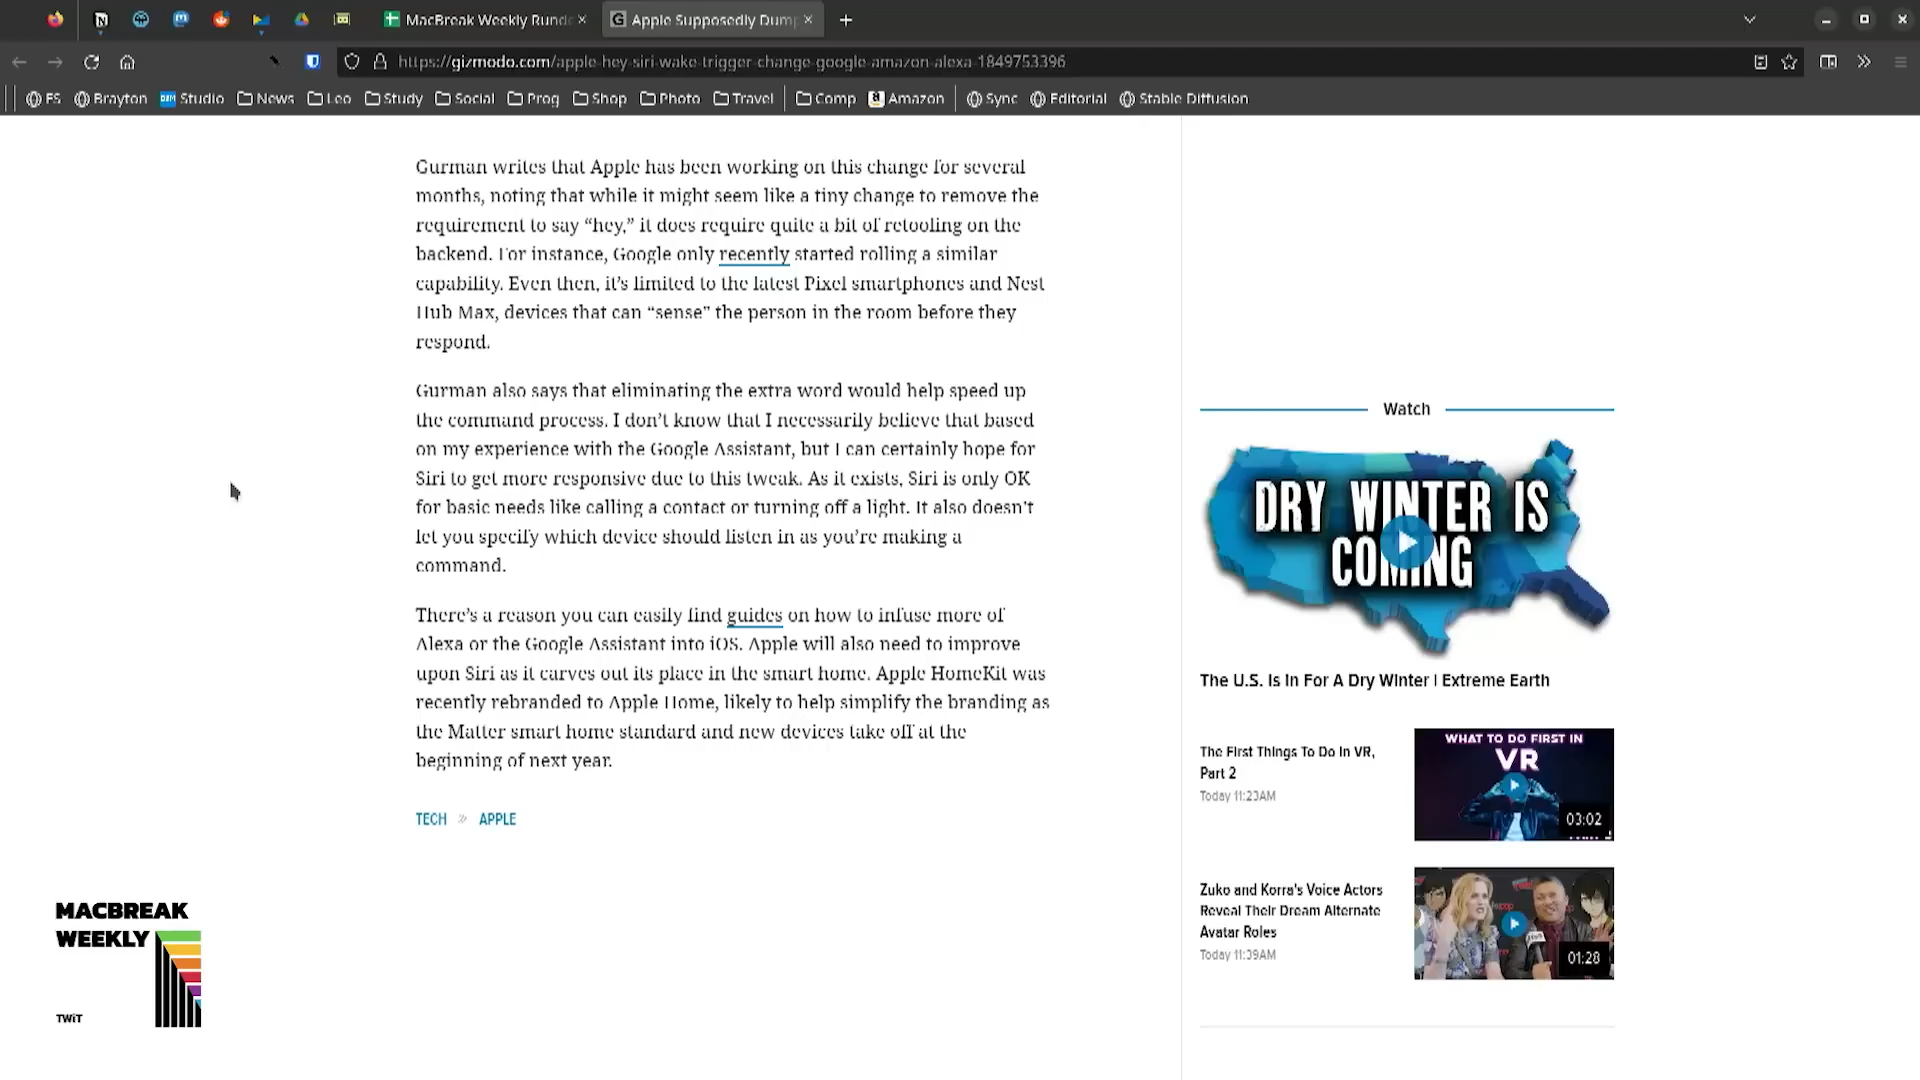 MacBreak Weekly Rund
Apple Supposedly Dump
https://gizmodo.com/apple-hey-siri-wake-trigger-change-google-amazon-alexa-1849753396
FS Brayton Studio News Leo Study Social Prog Shop Photo Travel Comp Amazon Sync Editorial Stable Diffusion
Gurman writes that Apple has been working on this change for several
months, noting that while it might seem like a tiny change to remove the
requirement to say “hey,” it does require quite a bit of retooling on the
backend. For instance, Google only recently started rolling a similar
capability. Even then, it’s limited to the latest Pixel smartphones and Nest
Hub Max, devices that can “sense” the person in the room before they
respond.
Gurman also says that eliminating the extra word would help speed up
the command process. I don’t know that I necessarily believe that based
on my experience with the Google Assistant, but I can certainly hope for
Siri to get more responsive due to this tweak. As it exists, Siri is only OK
for basic needs like calling a contact or turning off a light. It also doesn't
let you specify which device should listen in as you’re making a
command.
There’s a reason you can easily find guides on how to infuse more of
Alexa or the Google Assistant into iOS. Apple will also need to improve
upon Siri as it carves out its place in the smart home. Apple HomeKit was
recently rebranded to Apple Home, likely to help simplify the branding as
the Matter smart home standard and new devices take off at the
beginning of next year.
TECH » APPLE
Watch
DRY WINTER IS
COMING
The U.S. Is In For A Dry Winter | Extreme Earth
The First Things To Do In VR,
Part 2
Today 11:23AM
WHAT TO DO FIRST IN
VR
03:02
Zuko and Korra's Voice Actors
Reveal Their Dream Alternate
Avatar Roles
Today 11:39AM
01:28
MACBREAK
WEEKLY
TWiT